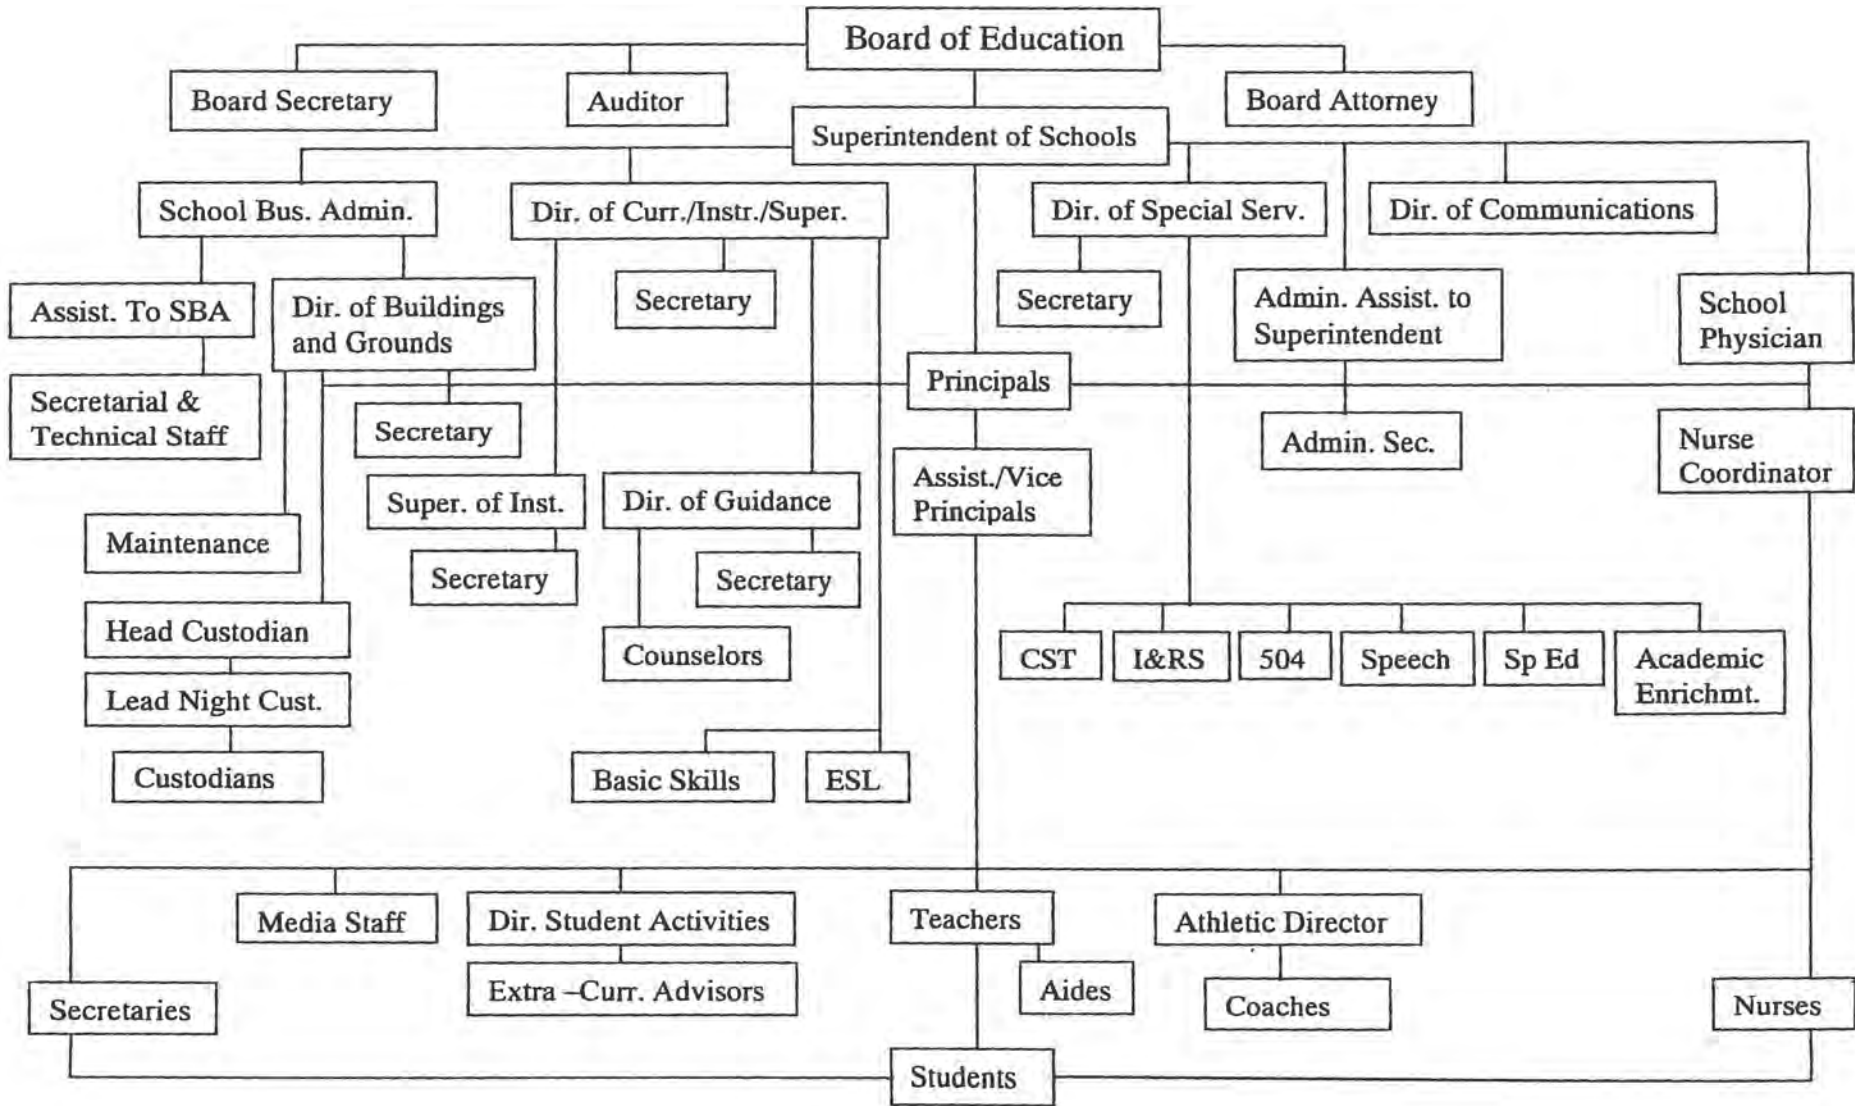 Board of Education
Board Secretary
Auditor
Board Attorney
Superintendent of Schools
School Bus. Admin.
Dir. of Curr./Instr./Super.
Dir. of Special Serv.
Dir. of Communications
Assist. To SBA
Dir. of Buildings
and Grounds
Secretary
Secretary
Admin. Assist. to
Superintendent
School
Physician
Principals
Secretarial &
Technical Staff
Secretary
Admin. Sec.
Nurse
Coordinator
Super. of Inst.
Dir. of Guidance
Assist./Vice
Principals
Maintenance
Secretary
Secretary
Head Custodian
Counselors
CST
I&RS
504
Speech
Sp Ed
Academic
Enrichmt.
Lead Night Cust.
Custodians
Basic Skills
ESL
Media Staff
Dir. Student Activities
Teachers
Athletic Director
Secretaries
Extra –Curr. Advisors
Aides
Coaches
Nurses
Students